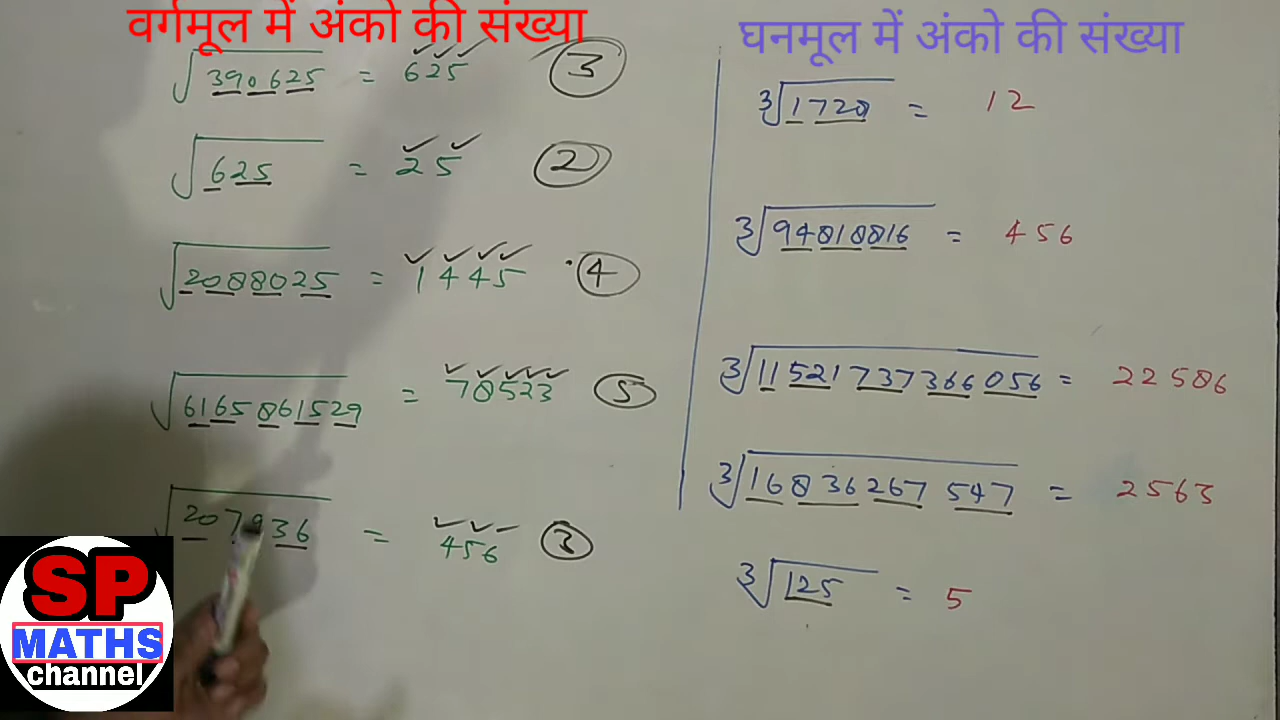 वर्गमूल में अंको की संख्या
√390625 = 625 ③
√625 = 25 ②
√2088025 = 1445 ④
√6165861529 = 78523 ⑤
√207936 = 456 ③
घनमूल में अंको की संख्या
∛1728 = 12
∛94818816 = 456
∛11521737366056 = 22586
∛16836267547 = 2563
∛125 = 5
SP
MATHS
channel